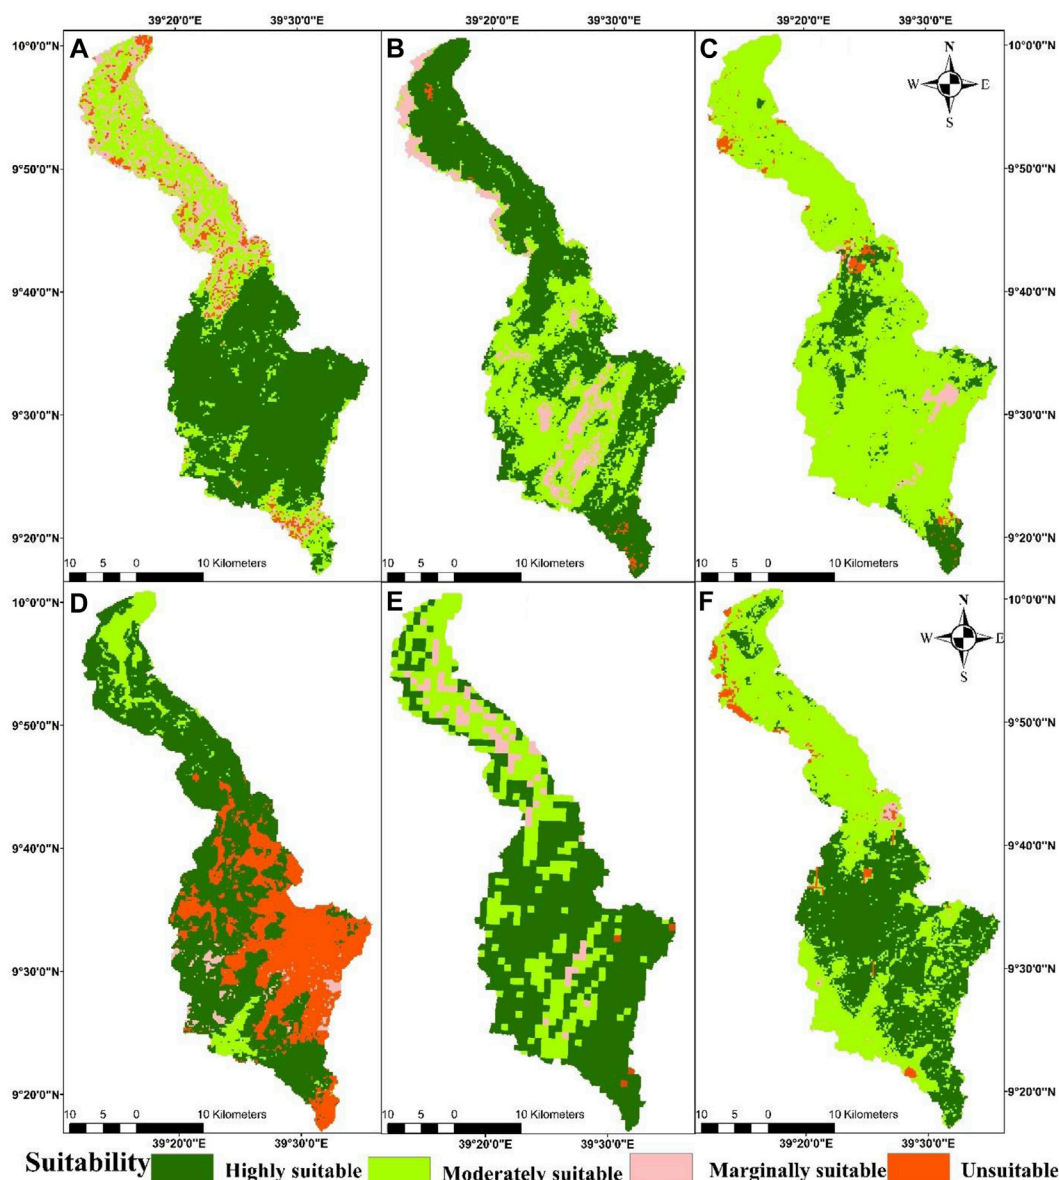 39°20'0"E 39°30'0"E 39°20'0"E 39°30'0"E 39°20'0"E 39°30'0"E
A B C
10°0'0"N 10°0'0"N
N
W E
S
9°50'0"N 9°50'0"N
9°40'0"N 9°40'0"N
9°30'0"N 9°30'0"N
9°20'0"N 9°20'0"N
10 5 0 10 Kilometers 10 5 0 10 Kilometers 10 5 0 10 Kilometers
D E F
10°0'0"N 10°0'0"N
N
W E
S
9°50'0"N 9°50'0"N
9°40'0"N 9°40'0"N
9°30'0"N 9°30'0"N
9°20'0"N 9°20'0"N
10 5 0 10 Kilometers 10 5 0 10 Kilometers 10 5 0 10 Kilometers
39°20'0"E 39°30'0"E 39°20'0"E 39°30'0"E 39°20'0"E 39°30'0"E
Suitability Highly suitable Moderately suitable Marginally suitable Unsuitable